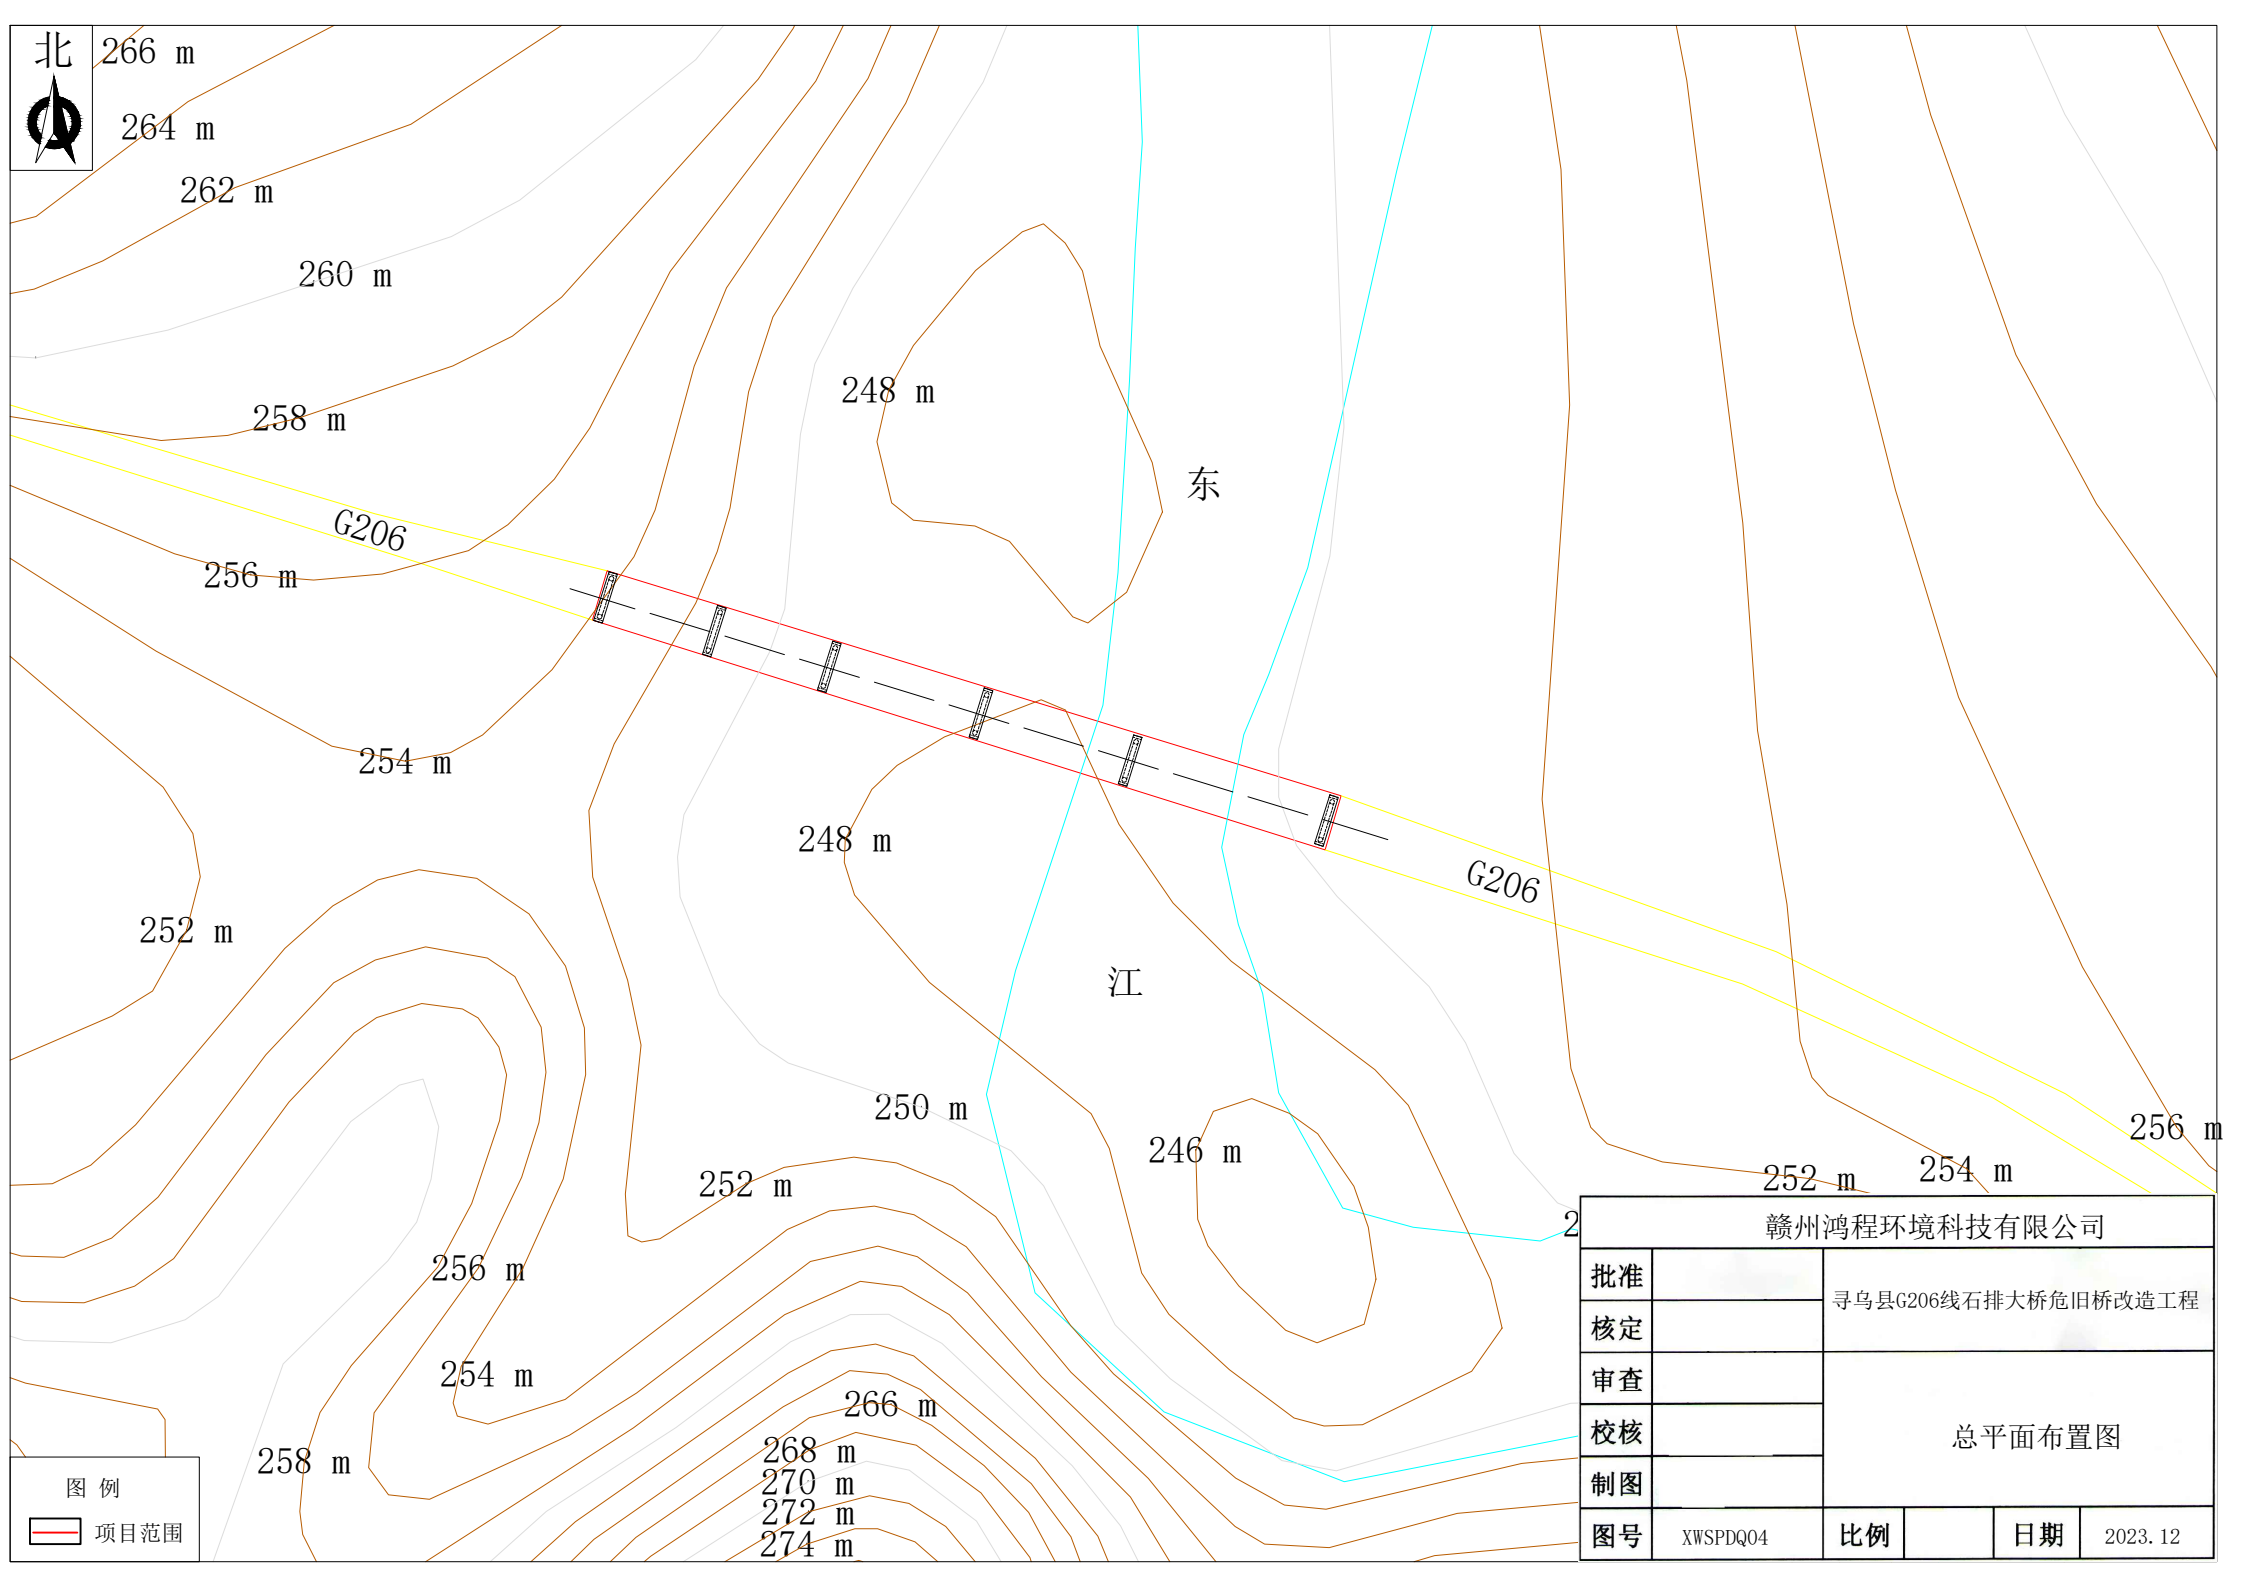 北
266 m
264 m
262 m
260 m
248 m
258 m
东
G206
256 m
254 m
248 m
G206
252 m
江
250 m
256 m
246 m
252 m
254 m
252 m
2
256 m
254 m
266 m
268 m
258 m
270 m
272 m
274 m
图 例
项目范围
赣州鸿程环境科技有限公司
批准
寻乌县G206线石排大桥危旧桥改造工程
核定
审查
校核
总平面布置图
制图
图号 XWSPDQ04 比例 日期 2023.12